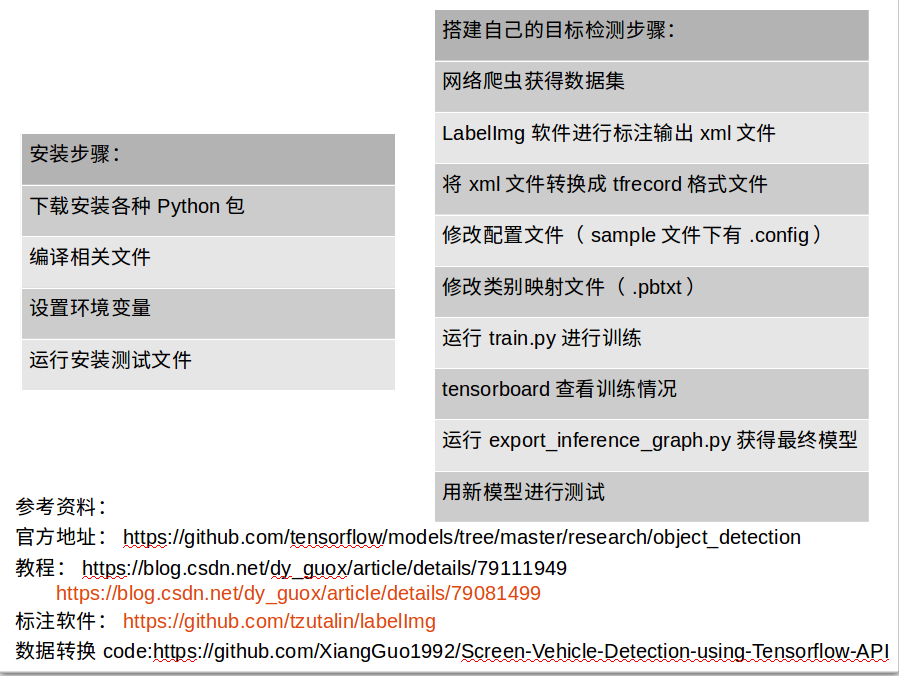 安装步骤：
下载安装各种 Python 包
编译相关文件
设置环境变量
运行安装测试文件
搭建自己的目标检测步骤：
网络爬虫获得数据集
LabelImg 软件进行标注输出 xml 文件
将 xml 文件转换成 tfrecord 格式文件
修改配置文件（ sample 文件下有 .config ）
修改类别映射文件（ .pbtxt ）
运行 train.py 进行训练
tensorboard 查看训练情况
运行 export_inference_graph.py 获得最终模型
用新模型进行测试
参考资料：
官方地址： https://github.com/tensorflow/models/tree/master/research/object_detection
教程： https://blog.csdn.net/dy_guox/article/details/79111949
https://blog.csdn.net/dy_guox/article/details/79081499
标注软件： https://github.com/tzutalin/labelImg
数据转换 code:https://github.com/XiangGuo1992/Screen-Vehicle-Detection-using-Tensorflow-API